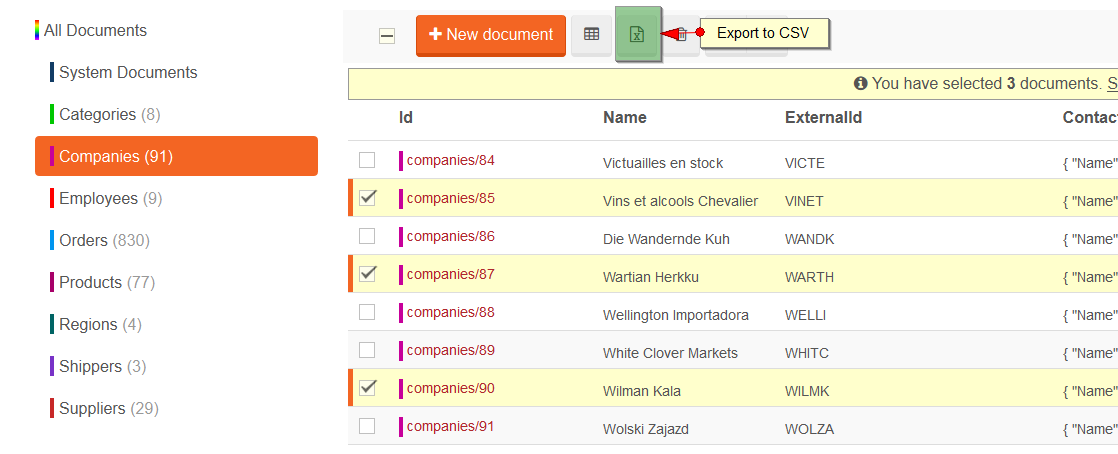 All Documents
System Documents
Categories (8)
Companies (91)
Employees (9)
Orders (830)
Products (77)
Regions (4)
Shippers (3)
Suppliers (29)
New document
Export to CSV
You have selected 3 documents. S
Id Name ExternalId Contac
companies/84 Victuailles en stock VICTE { "Name"
companies/85 Vins et alcools Chevalier VINET { "Name"
companies/86 Die Wandernde Kuh WANDK { "Name"
companies/87 Wartian Herkku WARTH { "Name"
companies/88 Wellington Importadora WELLI { "Name"
companies/89 White Clover Markets WHITC { "Name"
companies/90 Wilman Kala WILMK { "Name"
companies/91 Wolski Zajazd WOLZA { "Name"